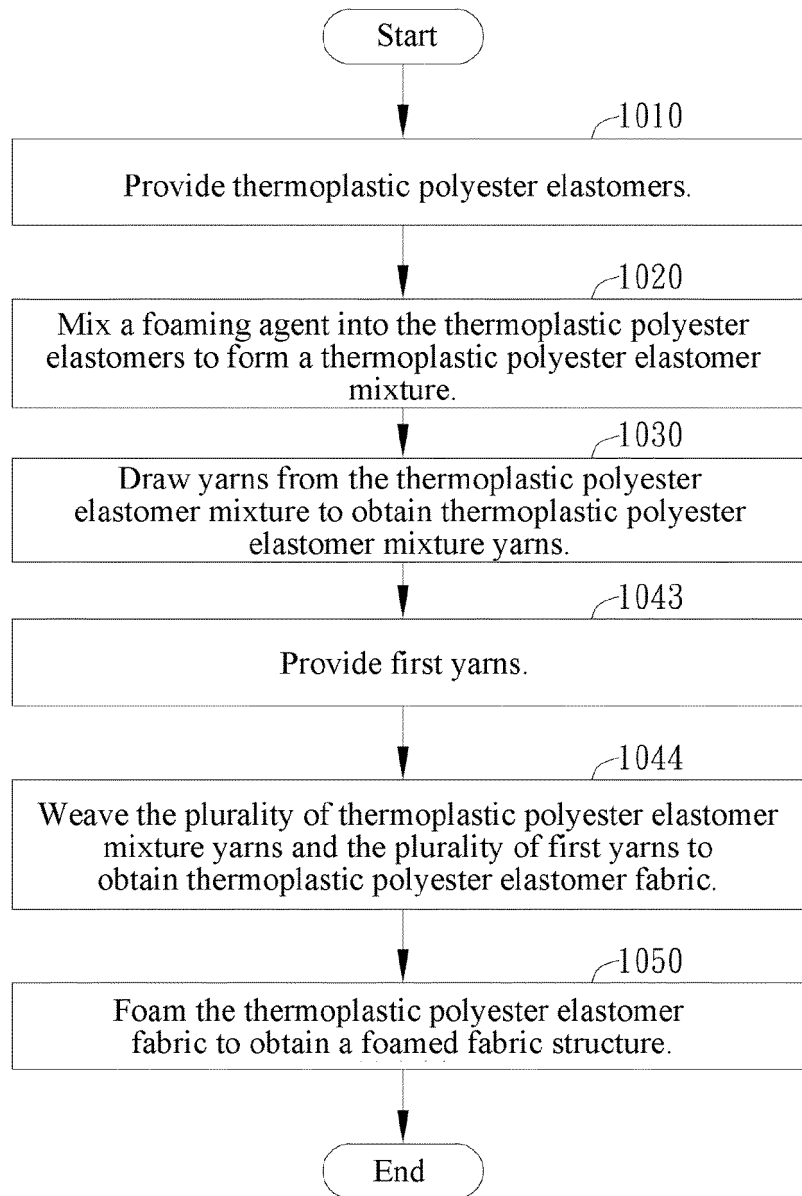 Start
1010
Provide thermoplastic polyester elastomers.
1020
Mix a foaming agent into the thermoplastic polyester
elastomers to form a thermoplastic polyester elastomer
mixture.
1030
Draw yarns from the thermoplastic polyester
elastomer mixture to obtain thermoplastic polyester
elastomer mixture yarns.
1043
Provide first yarns.
1044
Weave the plurality of thermoplastic polyester elastomer
mixture yarns and the plurality of first yarns to
obtain thermoplastic polyester elastomer fabric.
1050
Foam the thermoplastic polyester elastomer
fabric to obtain a foamed fabric structure.
End